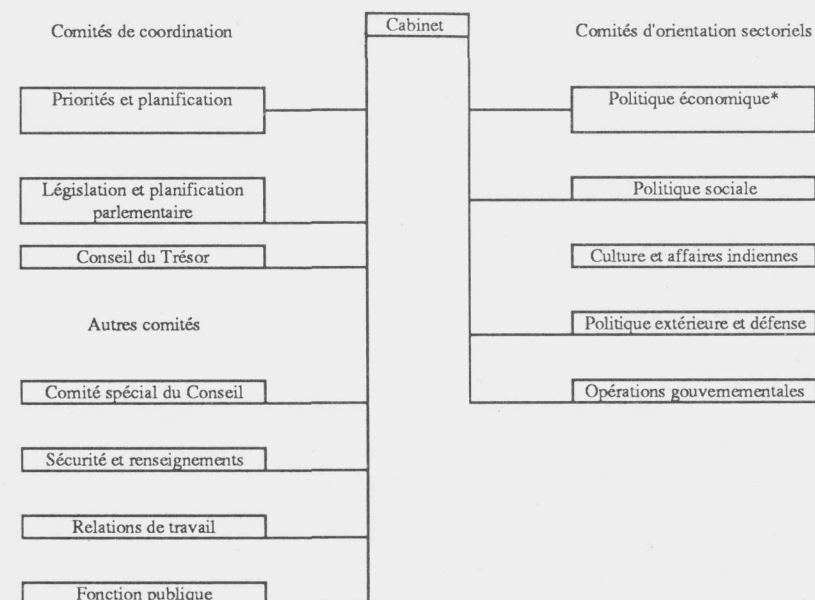 Cabinet
Comités de coordination
Priorités et planification
Législation et planification
parlementaire
Conseil du Trésor
Autres comités
Comité spécial du Conseil
Sécurité et renseignements
Relations de travail
Fonction publique
Comités d'orientation sectoriels
Politique économique*
Politique sociale
Culture et affaires indiennes
Politique extérieure et défense
Opérations gouvernementales